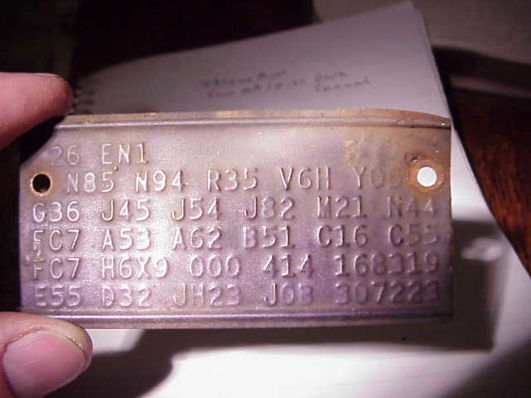 26 EN1
N85 N94 R35 V6H
G36 J45 J54 J82 M21 N44
FC7 A53 A62 B51 C16 C55
FC7 H6X9 000 414 168319
E55 D32 JH23 J0B 307223